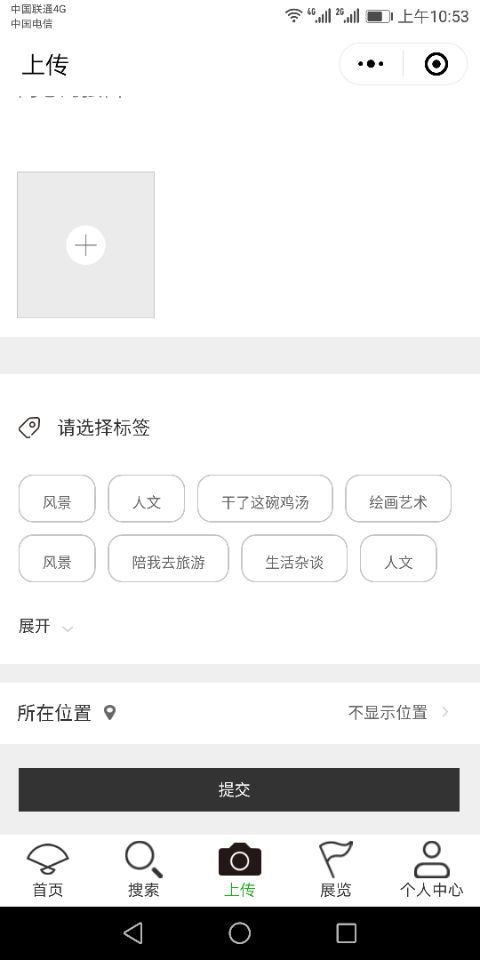 中国联通4G
中国电信
4G 2G 上午10:53
上传
请选择标签
风景 人文 干了这碗鸡汤 绘画艺术
风景 陪我去旅游 生活杂谈 人文
展开
所在位置 不显示位置
提交
首页 搜索 上传 展览 个人中心